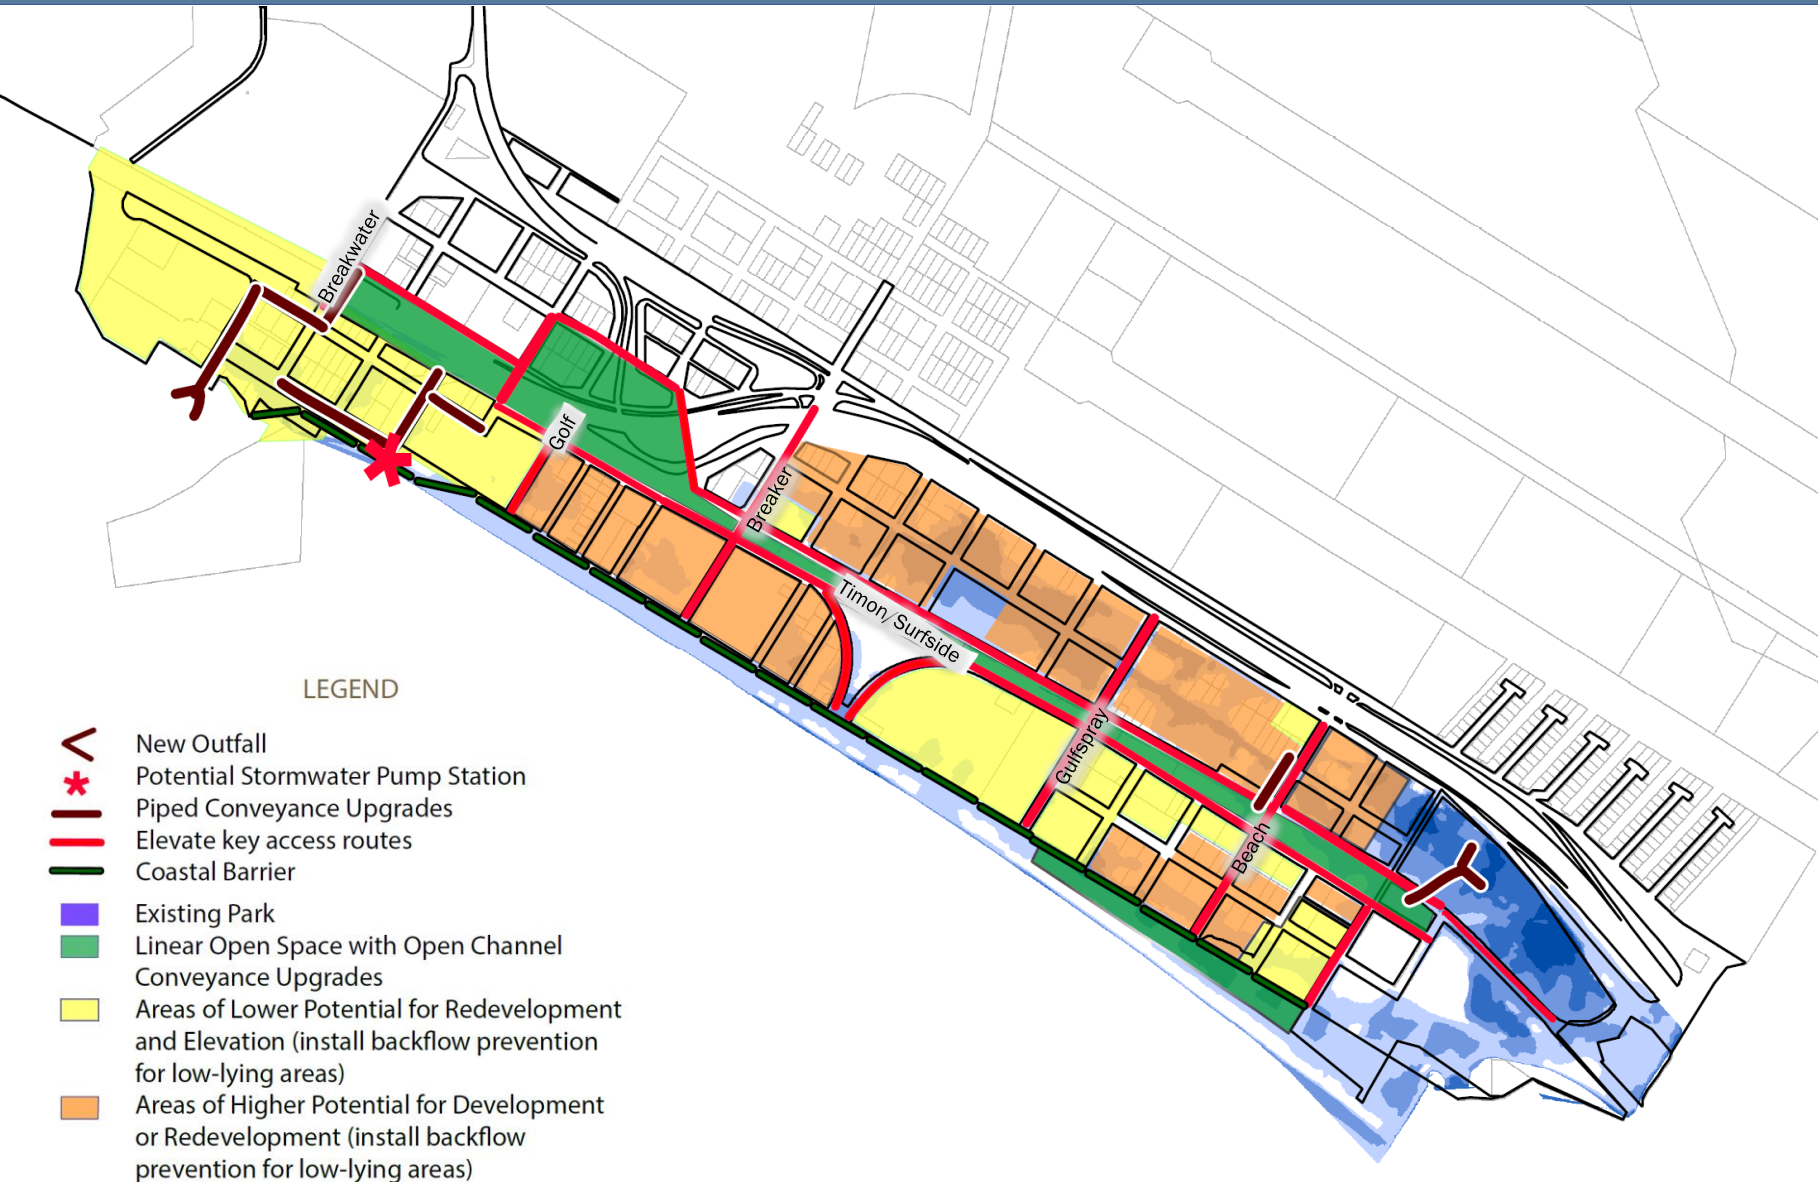 Breakwater
Golf
Breaker
Timon/Surfside
Gulfspray
Beach
LEGEND
New Outfall
Potential Stormwater Pump Station
Piped Conveyance Upgrades
Elevate key access routes
Coastal Barrier
Existing Park
Linear Open Space with Open Channel
Conveyance Upgrades
Areas of Lower Potential for Redevelopment
and Elevation (install backflow prevention
for low-lying areas)
Areas of Higher Potential for Development
or Redevelopment (install backflow
prevention for low-lying areas)